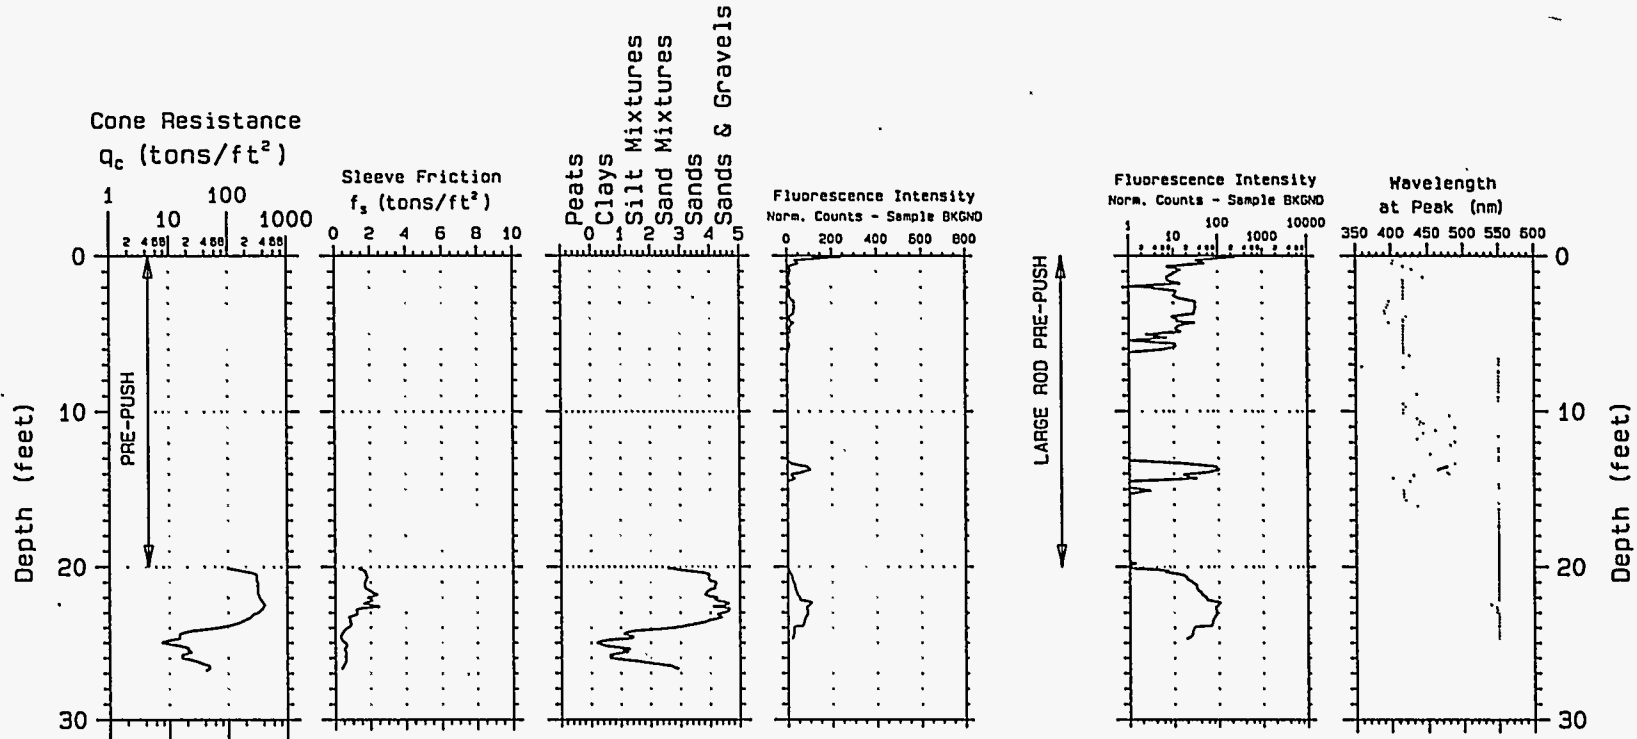 Cone Resistance
q_c (tons/ft²)
1 100
10 1000
2 4 68 2 4 68 2 4 68
Sleeve Friction
f_s (tons/ft²)
0 2 4 6 8 10
Peats
Clays
Silt Mixtures
Sand Mixtures
Sands
Sands & Gravels
0 1 2 3 4 5
Fluorescence Intensity
Norm. Counts - Sample BKGND
0 200 400 600 800
Fluorescence Intensity
Norm. Counts - Sample BKGND
1 10 100 1000 10000
2 4 68
Wavelength
at Peak (nm)
350 400 450 500 550 600
0
10
20
30
Depth (feet)
PRE-PUSH
LARGE ROD PRE-PUSH
0
10
20
30
Depth (feet)